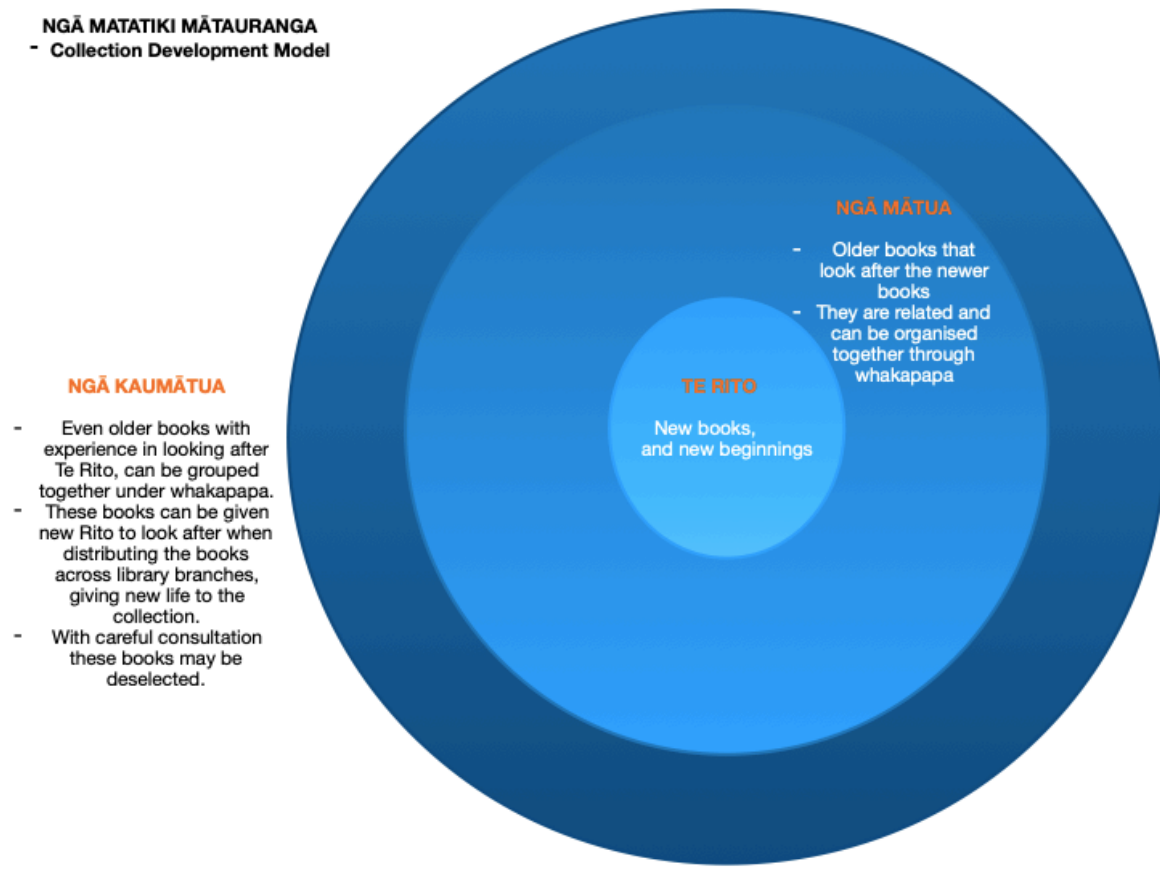 NGĀ MATATIKI MĀTAURANGA
- Collection Development Model
NGĀ KAUMĀTUA
- Even older books with
experience in looking after
Te Rito, can be grouped
together under whakapapa.
- These books can be given
new Rito to look after when
distributing the books
across library branches,
giving new life to the
collection.
- With careful consultation
these books may be
deselected.
TE RITO
New books,
and new beginnings
NGĀ MĀTUA
- Older books that
look after the newer
books
- They are related and
can be organised
together through
whakapapa